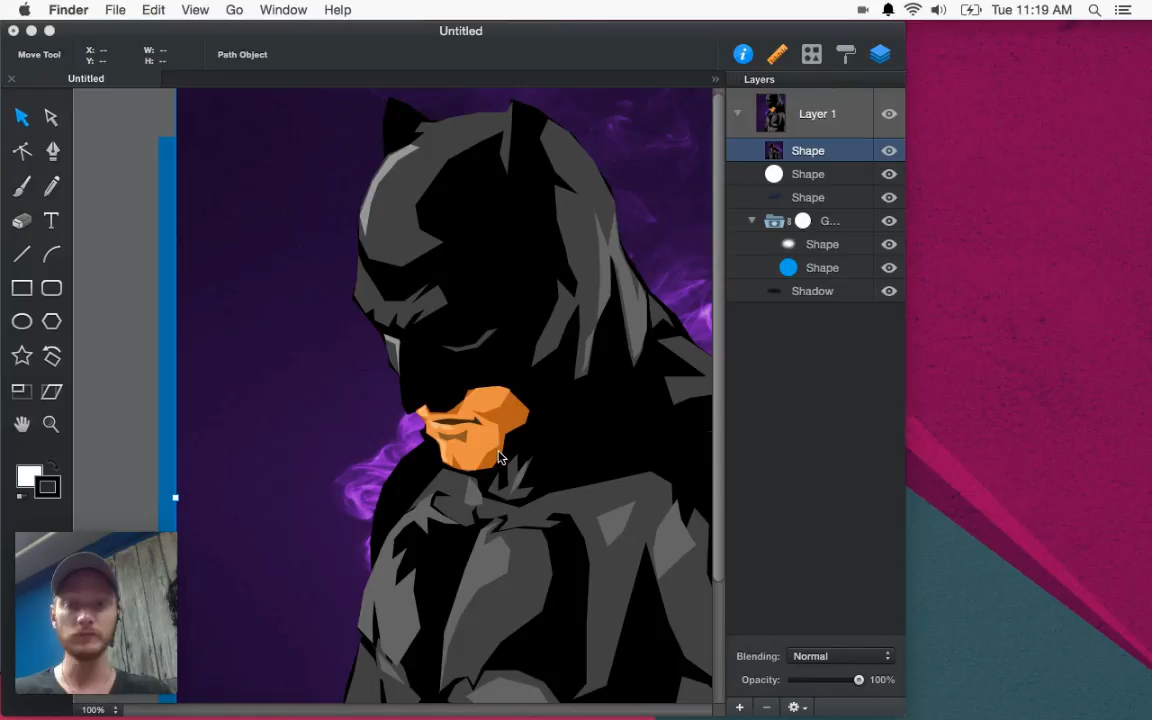 Finder File Edit View Go Window Help Tue 11:19 AM
Untitled
Move Tool X: -- W: -- Path Object
Y: -- H: --
Untitled
Layers
Layer 1
Shape
Shape
Shape
G...
Shape
Shape
Shadow
Blending: Normal
Opacity: 100%
100%